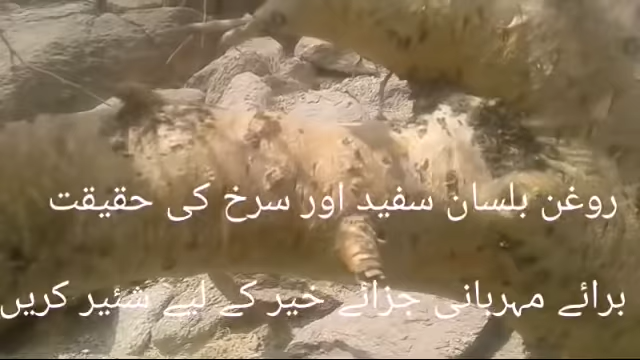 روغن بلسان سفید اور سرخ کی حقیقت
برائے مہربانی جزائے خیر کے لیے شئیر کریں